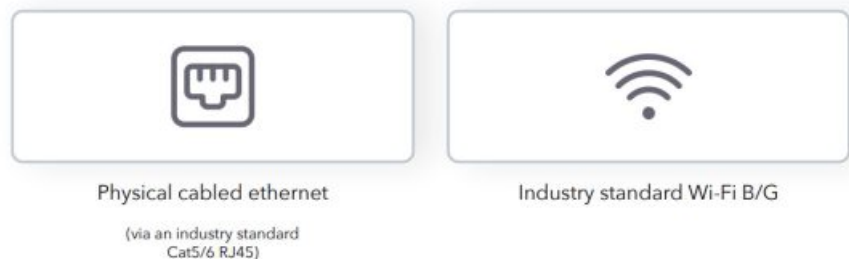 Physical cabled ethernet
Industry standard Wi-Fi B/G
(via an industry standard
Cat5/6 RJ45)